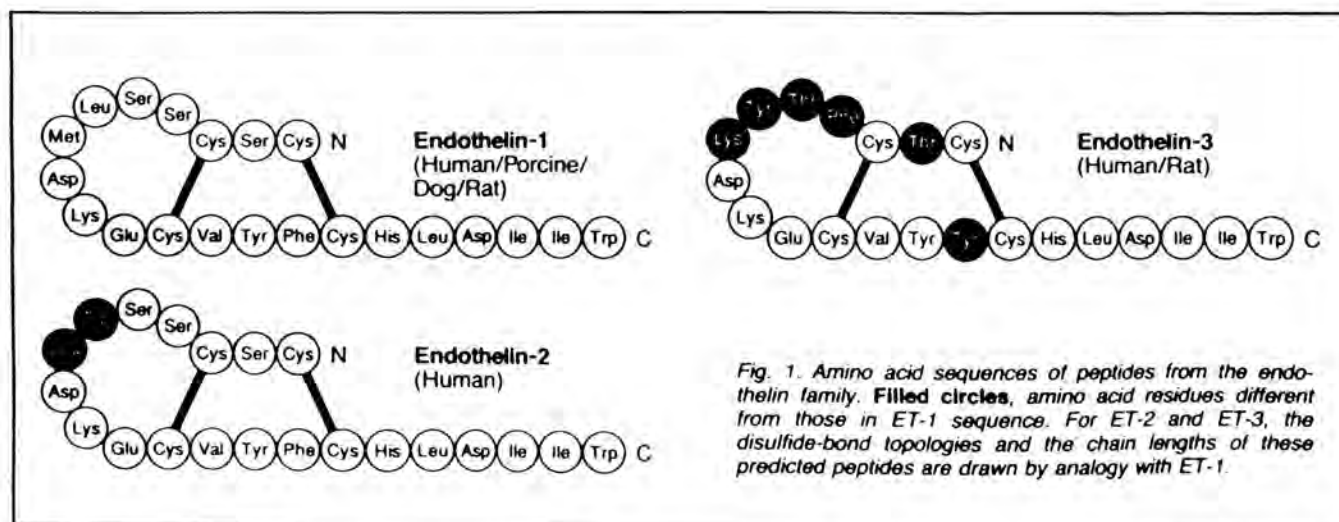 Leu Ser Ser
Met Cys Ser Cys N
Asp
Lys
Glu Cys Val Tyr Phe Cys His Leu Asp Ile Ile Trp C
Endothelin-1
(Human/Porcine/
Dog/Rat)
Ser Ser
Cys Ser Cys N
Asp
Lys
Glu Cys Val Tyr Phe Cys His Leu Asp Ile Ile Trp C
Endothelin-2
(Human)
Lys Tyr
Cys Thr Cys N
Asp
Lys
Glu Cys Val Tyr Tyr Cys His Leu Asp Ile Ile Trp C
Endothelin-3
(Human/Rat)
Fig. 1. Amino acid sequences of peptides from the endo-
thelin family. Filled circles, amino acid residues different
from those in ET-1 sequence. For ET-2 and ET-3, the
disulfide-bond topologies and the chain lengths of these
predicted peptides are drawn by analogy with ET-1.